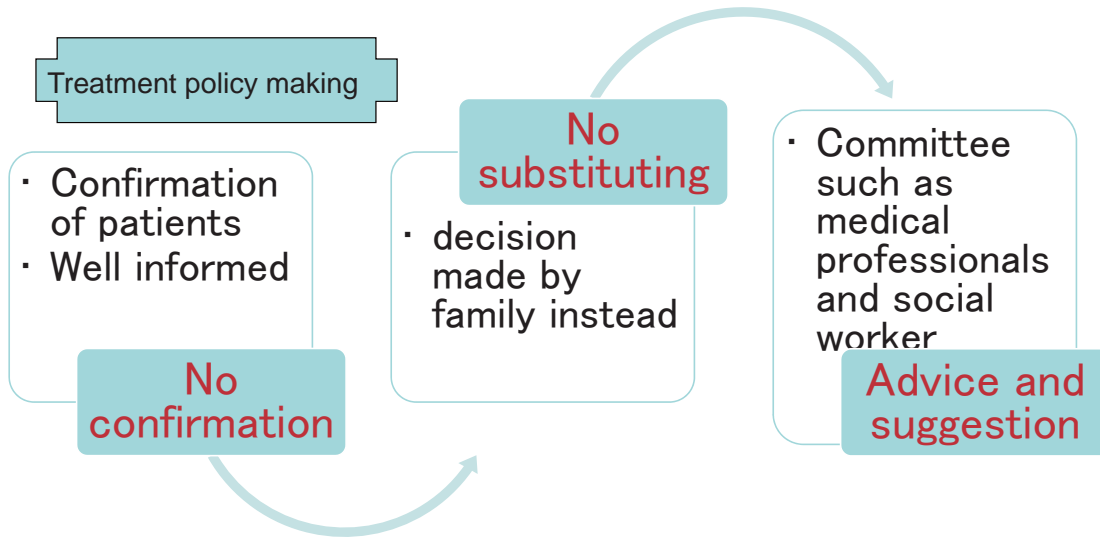 Treatment policy making
· Confirmation
of patients
· Well informed
No
confirmation
No
substituting
· decision
made by
family instead
· Committee
such as
medical
professionals
and social
worker
Advice and
suggestion